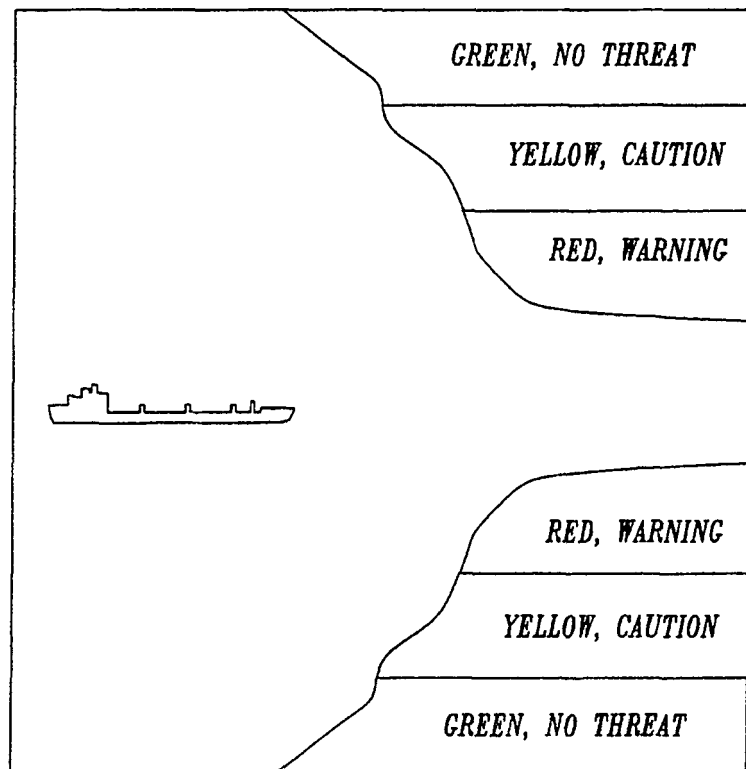 GREEN, NO THREAT
YELLOW, CAUTION
RED, WARNING
RED, WARNING
YELLOW, CAUTION
GREEN, NO THREAT